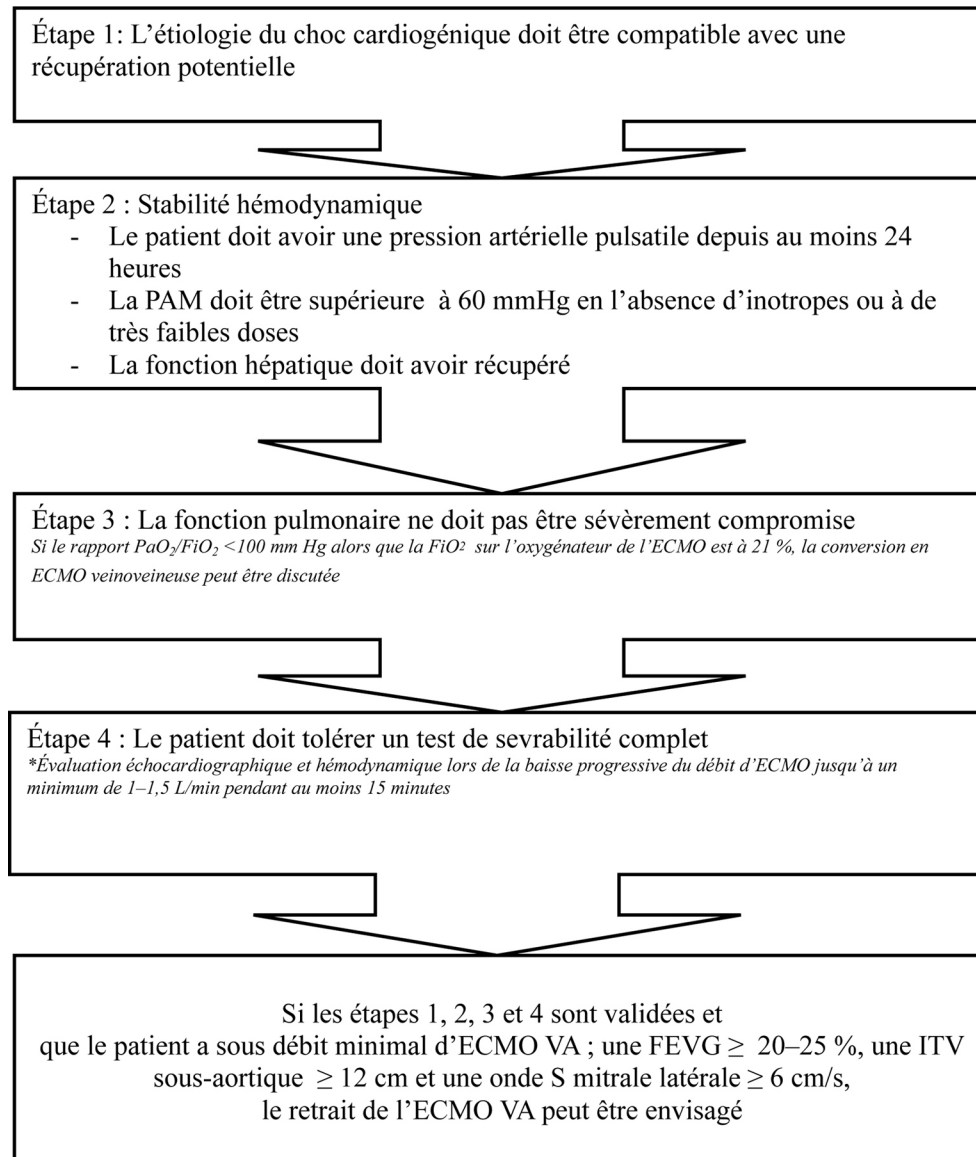 Étape 1: L’étiologie du choc cardiogénique doit être compatible avec une
récupération potentielle
Étape 2 : Stabilité hémodynamique
- Le patient doit avoir une pression artérielle pulsatile depuis au moins 24
heures
- La PAM doit être supérieure à 60 mmHg en l’absence d’inotropes ou à de
très faibles doses
- La fonction hépatique doit avoir récupéré
Étape 3 : La fonction pulmonaire ne doit pas être sévèrement compromise
Si le rapport PaO₂/FiO₂ <100 mm Hg alors que la FiO² sur l’oxygénateur de l’ECMO est à 21 %, la conversion en
ECMO veinoveineuse peut être discutée
Étape 4 : Le patient doit tolérer un test de sevrabilité complet
*Évaluation échocardiographique et hémodynamique lors de la baisse progressive du débit d’ECMO jusqu’à un
minimum de 1–1,5 L/min pendant au moins 15 minutes
Si les étapes 1, 2, 3 et 4 sont validées et
que le patient a sous débit minimal d’ECMO VA ; une FEVG ≥ 20–25 %, une ITV
sous-aortique ≥ 12 cm et une onde S mitrale latérale ≥ 6 cm/s,
le retrait de l’ECMO VA peut être envisagé